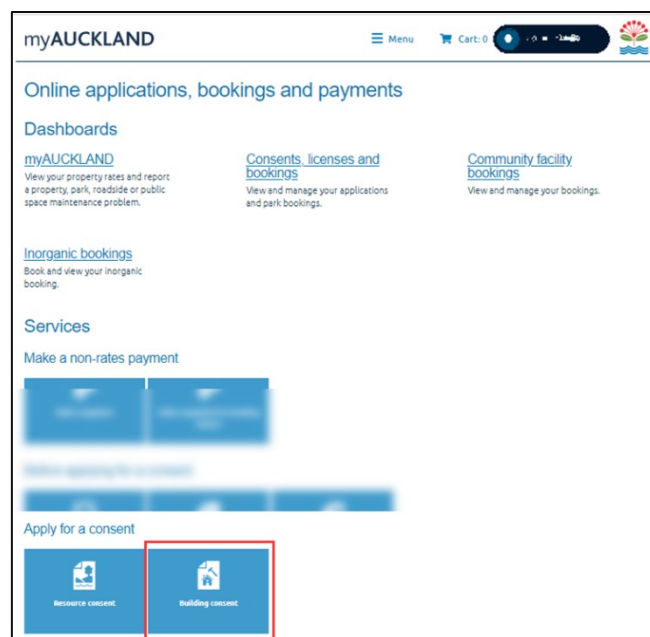 myAUCKLAND
Menu
Cart: 0
Online applications, bookings and payments
Dashboards
myAUCKLAND
View your property rates and report
a property, park, roadside or public
space maintenance problem.
Consents, licenses and
bookings
View and manage your applications
and park bookings.
Community facility
bookings
View and manage your bookings.
Inorganic bookings
Book and view your inorganic
booking.
Services
Make a non-rates payment
Apply for a consent
Resource consent
Building consent